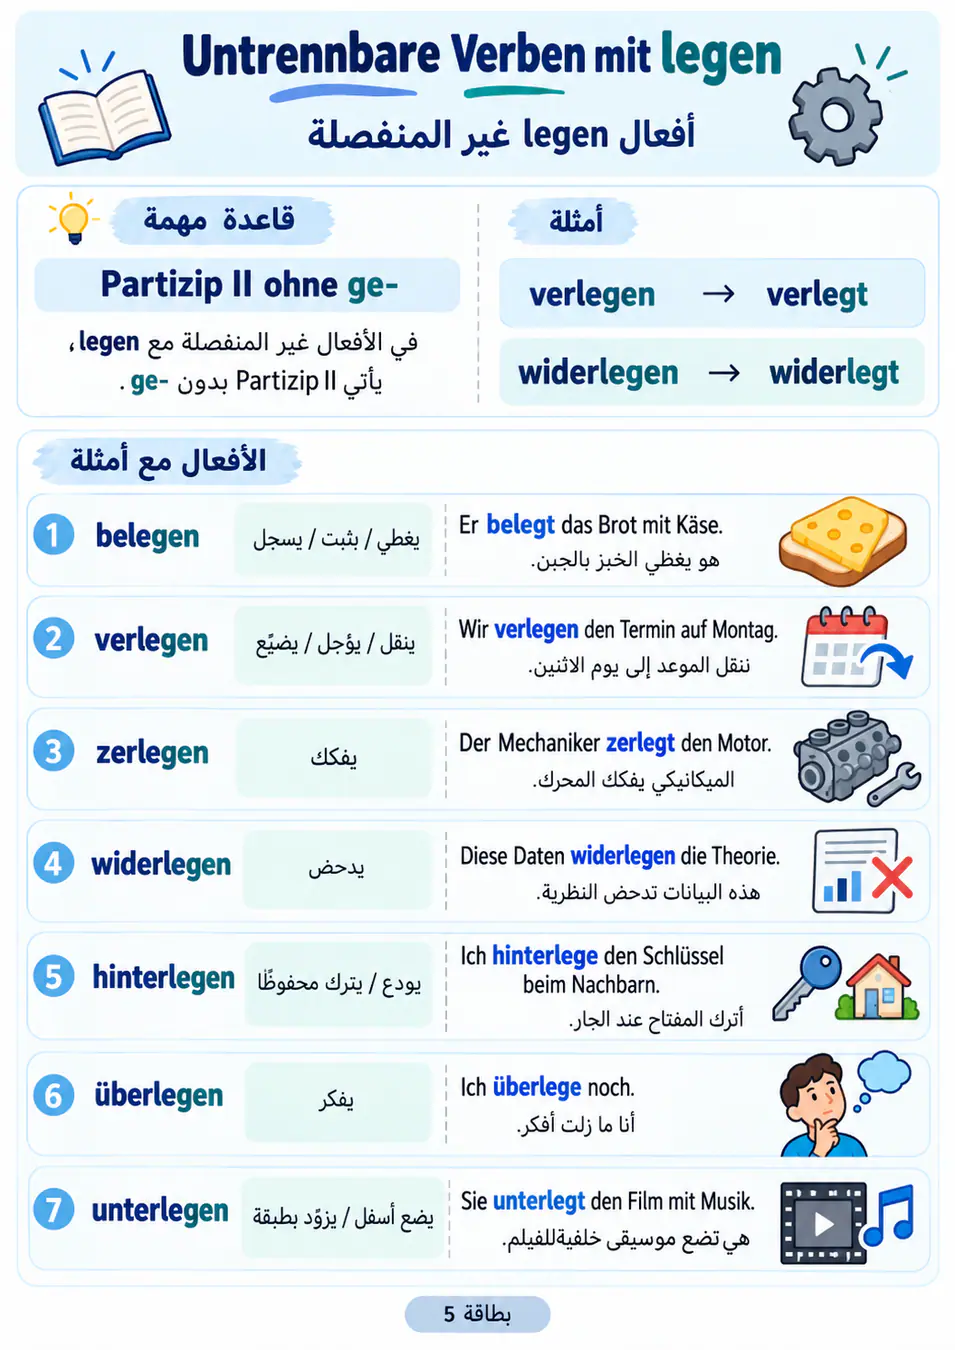 Untrennbare Verben mit legen
أفعال legen غير المنفصلة
قاعدة مهمة
Partizip II ohne ge-
في الأفعال غير المنفصلة مع legen،
يأتي Partizip II بدون ge- .
أمثلة
verlegen → verlegt
widerlegen → widerlegt
الأفعال مع أمثلة
1 belegen
يغطي / بثبت / يسجل
Er belegt das Brot mit Käse.
هو يغظي الخبز بالجبن.
2 verlegen
ينقل / يؤجل / يضيّع
Wir verlegen den Termin auf Montag.
ننقل الموعد إلى يوم الاثنين.
3 zerlegen
يفكك
Der Mechaniker zerlegt den Motor.
الميكانيكي يفكك المحرك.
4 widerlegen
يدحض
Diese Daten widerlegen die Theorie.
هذه البيانات تدحض النظرية.
5 hinterlegen
يودع / يترك محفوظًا
Ich hinterlege den Schlüssel
beim Nachbarn.
أترك المفتاح عند الجار.
6 überlegen
يفكر
Ich überlege noch.
أنا ما زلت أفكر.
7 unterlegen
يضع أسفل / يزوّد بطبقة
Sie unterlegt den Film mit Musik.
هي تضع موسيقى خلفيةللفيلم.
بطاقة 5